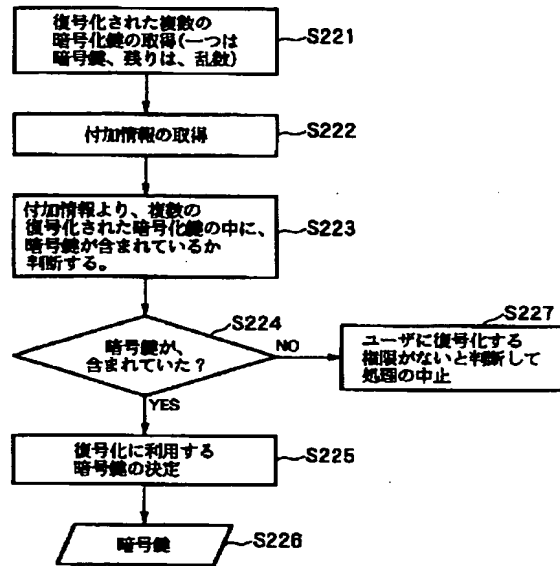 復号化された複数の
暗号化鍵の取得(一つは
暗号鍵、残りは、乱数)
S221
付加情報の取得
S222
付加情報より、複数の
復号化された暗号化鍵の中に、
暗号鍵が含まれているか
判断する。
S223
S224
暗号鍵が、
含まれていた？
NO
S227
ユーザに復号化する
権限がないと判断して
処理の中止
YES
復号化に利用する
暗号鍵の決定
S225
暗号鍵
S226